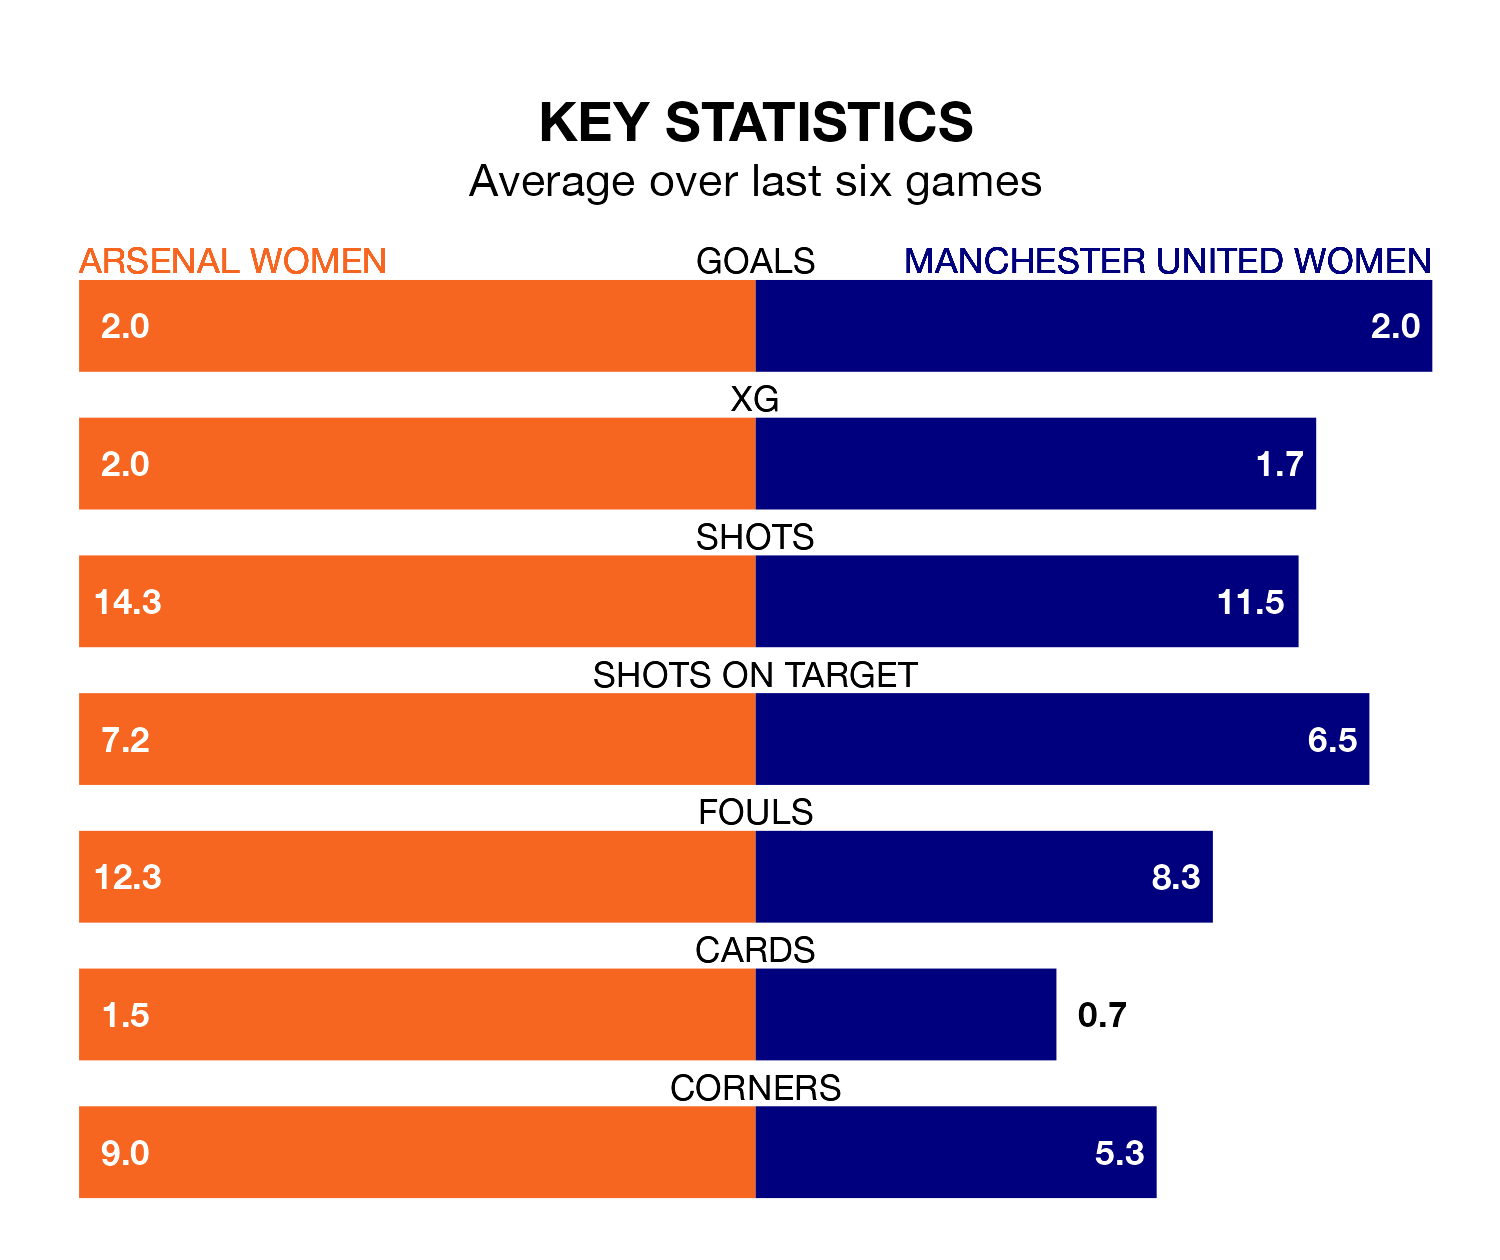 KEY STATISTICS
Average over last six games
ARSENAL WOMEN GOALS MANCHESTER UNITED WOMEN
2.0 2.0
XG
2.0 1.7
SHOTS
14.3 11.5
SHOTS ON TARGET
7.2 6.5
FOULS
12.3 8.3
CARDS
1.5 0.7
CORNERS
9.0 5.3